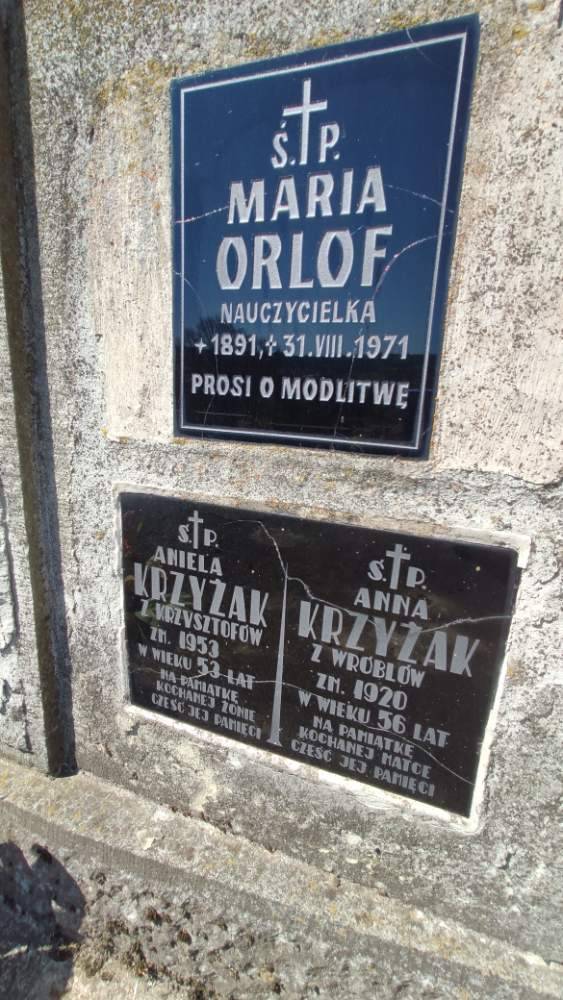 Ś.P.
MARIA
ORLOF
NAUCZYCIELKA
+1891,+31.VIII.1971
PROSI O MODLITWĘ
Ś.P.
ANIELA
KRZYŻAK
Z KRZYSZTOFÓW
ZM. 1953
W WIEKU 53 LAT
NA PAMIĄTKĘ
KOCHANEJ ŻONIE
CZEŚĆ JEJ PAMIĘCI
Ś.P.
ANNA
KRZYŻAK
Z WRÓBLÓW
ZM. 1920
W WIEKU 56 LAT
NA PAMIĄTKĘ
KOCHANEJ MATCE
CZEŚĆ JEJ PAMIĘCI